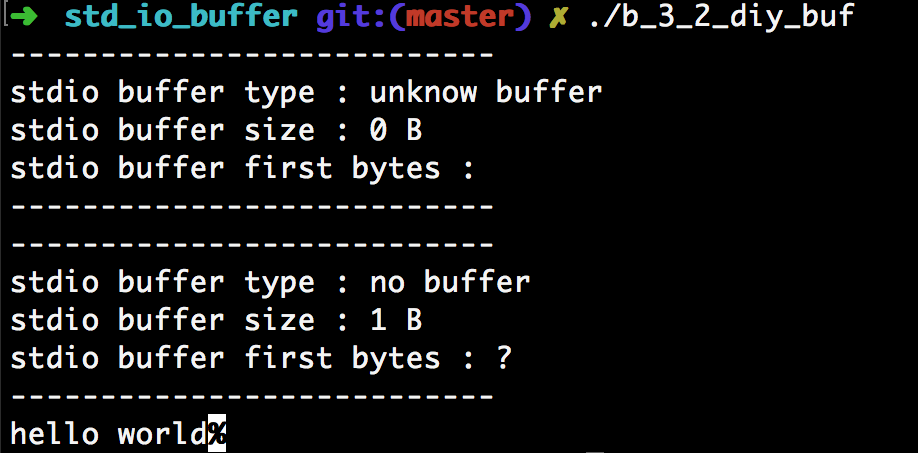 ➜  std_io_buffer git:(master) ✗ ./b_3_2_diy_buf
---------------------------
stdio buffer type : unknow buffer
stdio buffer size : 0 B
stdio buffer first bytes :
---------------------------
---------------------------
stdio buffer type : no buffer
stdio buffer size : 1 B
stdio buffer first bytes : ?
---------------------------
hello world%